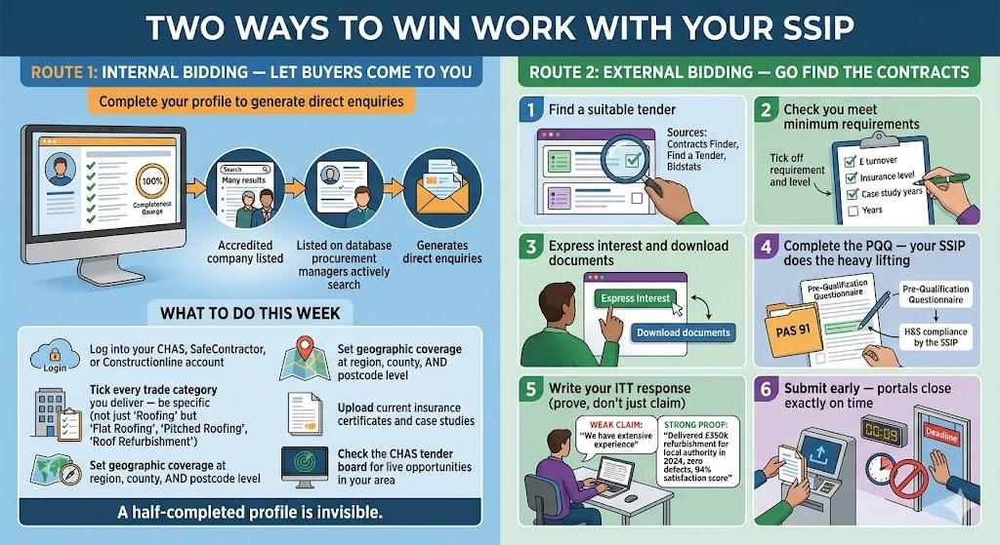 TWO WAYS TO WIN WORK WITH YOUR SSIP
ROUTE 1: INTERNAL BIDDING — LET BUYERS COME TO YOU
Complete your profile to generate direct enquiries
100%
Completeness
Gaunge
Search
Many results
Accredited
company listed
Listed on database
procurement
managers actively
search
Generates
direct enquiries
WHAT TO DO THIS WEEK
Login
Log into your CHAS, SafeContractor,
or Constructionline account
Tick every trade category
you deliver — be specific
(not just 'Roofing' but
'Flat Roofing', 'Pitched Roofing',
'Roof Refurbishment')
Set geographic coverage at
region, county, AND postcode level
Set geographic coverage
at region, county, AND
postcode level
Upload current insurance
certificates and case studies
Check the CHAS tender
board for live opportunities
in your area
A half-completed profile is invisible.
ROUTE 2: EXTERNAL BIDDING — GO FIND THE CONTRACTS
1 Find a suitable tender
Sources:
Contracts Finder,
Find a Tender,
Bidstats
2 Check you meet
minimum requirements
Tick off
requirement
and level
£ turnover
Insurance level
Case study years
Years
3 Express interest and download
documents
Express Interest
Download documents
4 Complete the PQQ — your SSIP
does the heavy lifting
Pre-Qualification
Questionnaire
PAS 91
Pre-Qualification
Questionnaire
H&S compliance
by the SSIP
5 Write your ITT response
(prove, don't just claim)
WEAK CLAIM:
"We have extensive
experience"
STRONG PROOF:
"Delivered £350k
refurbishment for
local authority in
2024, zero
defects, 94%
satisfaction score"
6 Submit early — portals close
exactly on time
00:09
Deadline